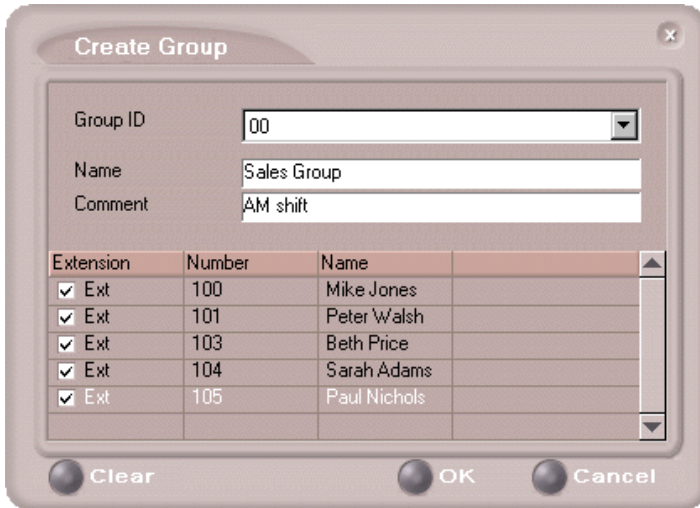 Create Group
x
Group ID 00
Name Sales Group
Comment AM shift
Extension Number Name
Ext 100 Mike Jones
Ext 101 Peter Walsh
Ext 103 Beth Price
Ext 104 Sarah Adams
Ext 105 Paul Nichols
Clear OK Cancel